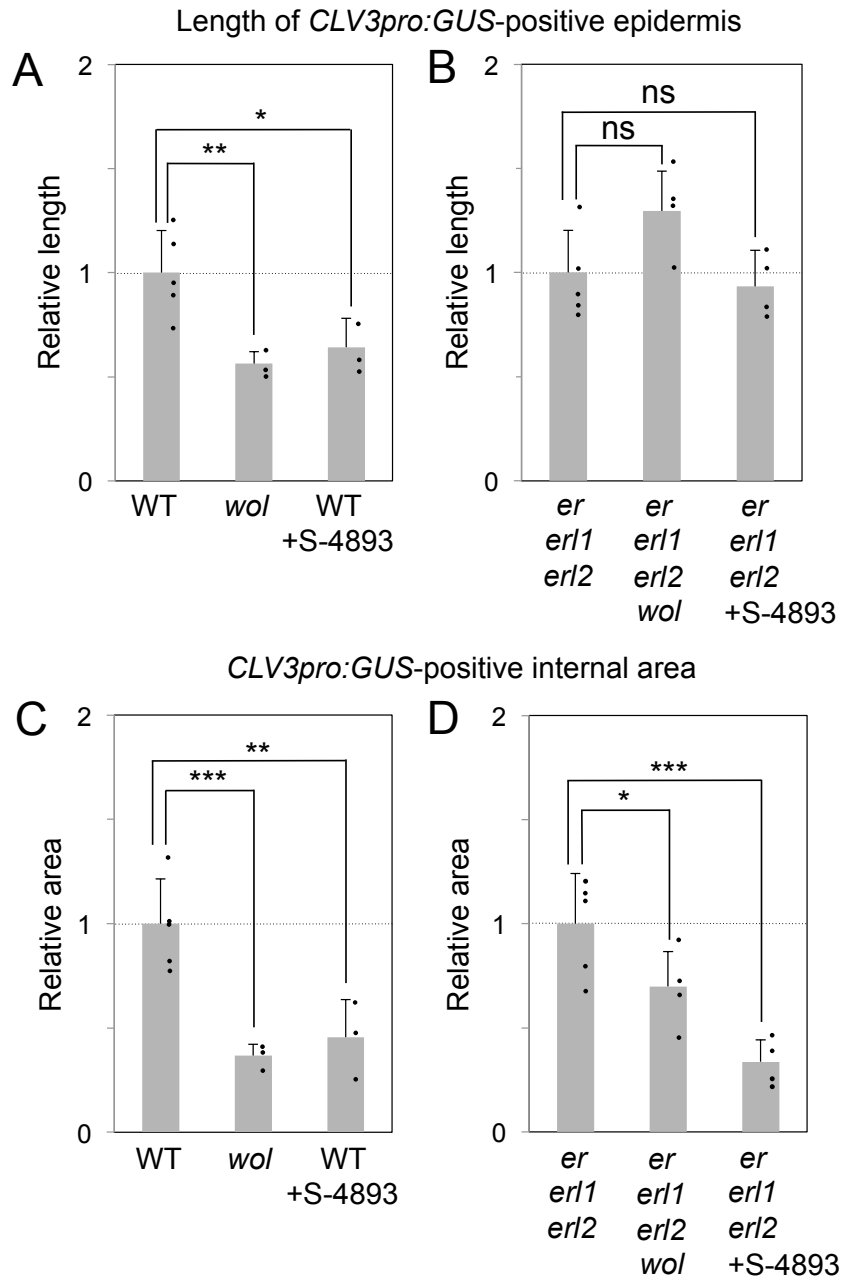 Length of CLV3pro:GUS-positive epidermis
A
2
1
0
Relative length
*
**
WT
wol
WT
+S-4893
B
2
1
0
Relative length
ns
ns
er
erl1
erl2
er
erl1
erl2
wol
er
erl1
erl2
+S-4893
CLV3pro:GUS-positive internal area
C
2
1
0
Relative area
**
***
WT
wol
WT
+S-4893
D
2
1
0
Relative area
***
*
er
erl1
erl2
er
erl1
erl2
wol
er
erl1
erl2
+S-4893